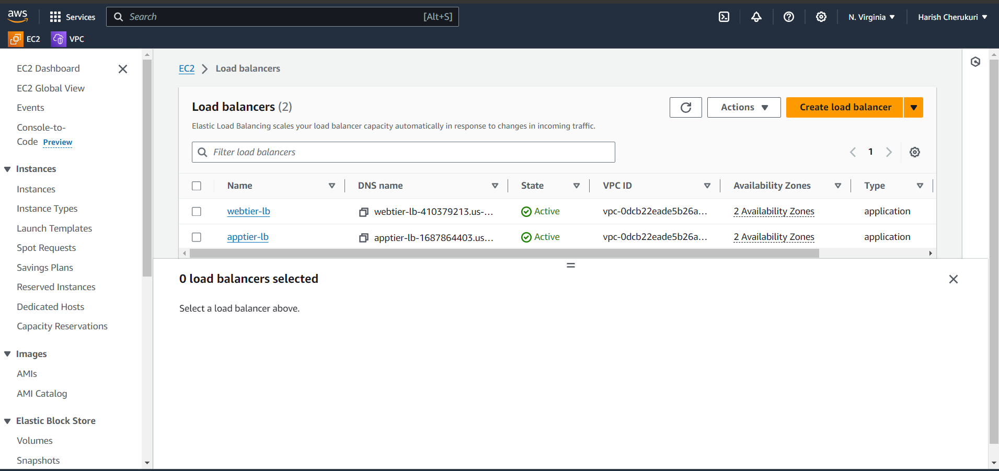 aws
Services
Search
[Alt+S]
N. Virginia
Harish Cherukuri
EC2
VPC
EC2 Dashboard
EC2 Global View
Events
Console-to-
Code Preview
Instances
Instances
Instance Types
Launch Templates
Spot Requests
Savings Plans
Reserved Instances
Dedicated Hosts
Capacity Reservations
Images
AMIs
AMI Catalog
Elastic Block Store
Volumes
Snapshots
EC2 Load balancers
Load balancers (2)
Actions
Create load balancer
Elastic Load Balancing scales your load balancer capacity automatically in response to changes in incoming traffic.
Filter load balancers
1
Name DNS name State VPC ID Availability Zones Type
webtier-lb webtier-lb-410379213.us-... Active vpc-0dcb22eade5b26a... 2 Availability Zones application
apptier-lb apptier-lb-1687864403.us... Active vpc-0dcb22eade5b26a... 2 Availability Zones application
0 load balancers selected
Select a load balancer above.